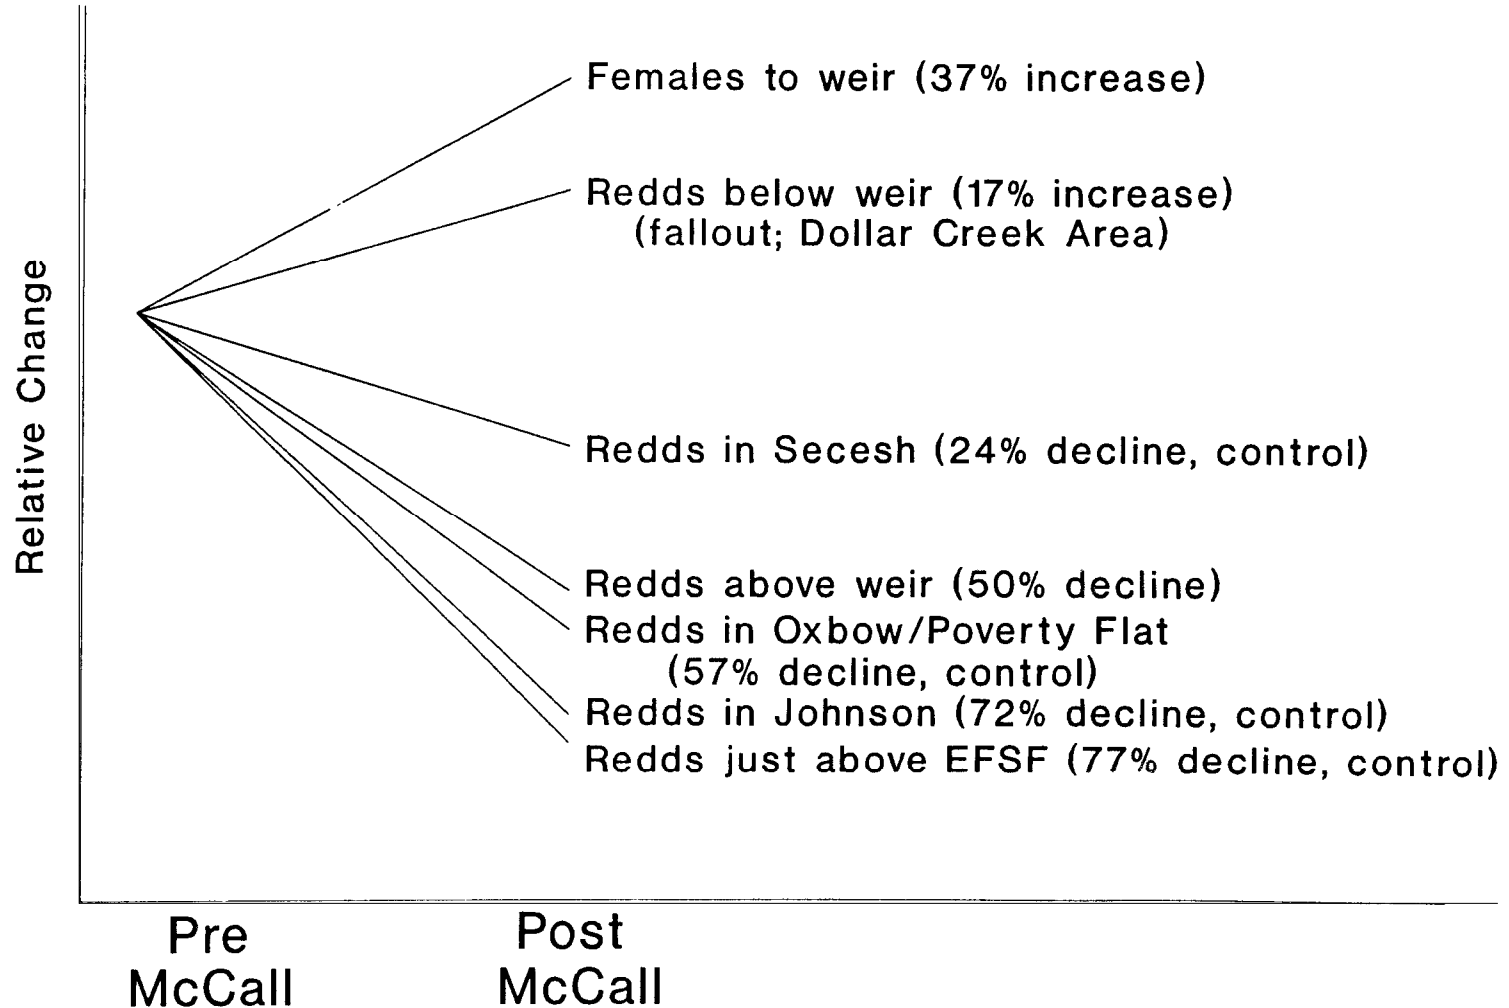 Females to weir (37% increase)
Redds below weir (17% increase)
(fallout; Dollar Creek Area)
Relative Change
Redds in Secesh (24% decline, control)
Redds above weir (50% decline)
Redds in Oxbow/Poverty Flat
(57% decline, control)
Redds in Johnson (72% decline, control)
Redds just above EFSF (77% decline, control)
Pre
McCall
Post
McCall